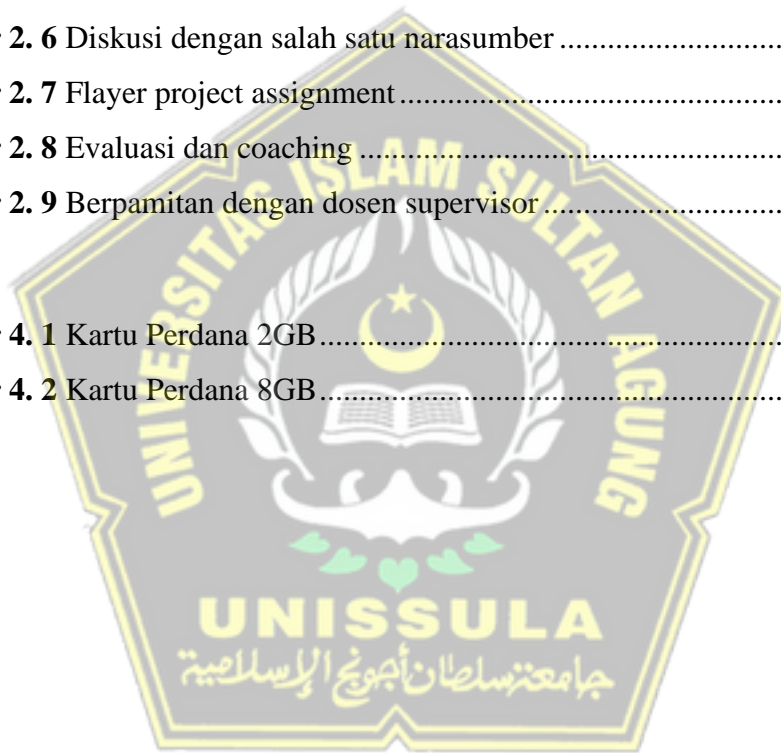 2. 6 Diskusi dengan salah satu narasumber ............................
2. 7 Flayer project assignment ................................................
2. 8 Evaluasi dan coaching .....................................................
2. 9 Berpamitan dengan dosen supervisor ..............................
4. 1 Kartu Perdana 2GB ..........................................................
4. 2 Kartu Perdana 8GB ..........................................................
UNIVERSITAS ISLAM SULTAN AGUNG
UNISSULA
جامعتسلطان أجونج الإسلامية